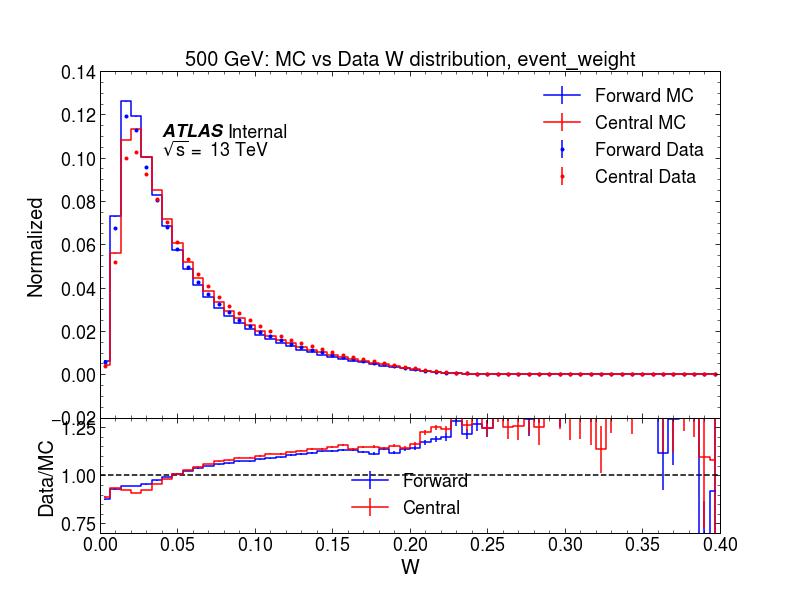 500 GeV: MC vs Data W distribution, event_weight
0.14
0.12
0.10
0.08
0.06
0.04
0.02
0.00
−0.02
Normalized
ATLAS Internal
√s = 13 TeV
Forward MC
Central MC
Forward Data
Central Data
1.25
1.00
0.75
Data/MC
Forward
Central
0.00 0.05 0.10 0.15 0.20 0.25 0.30 0.35 0.40
W